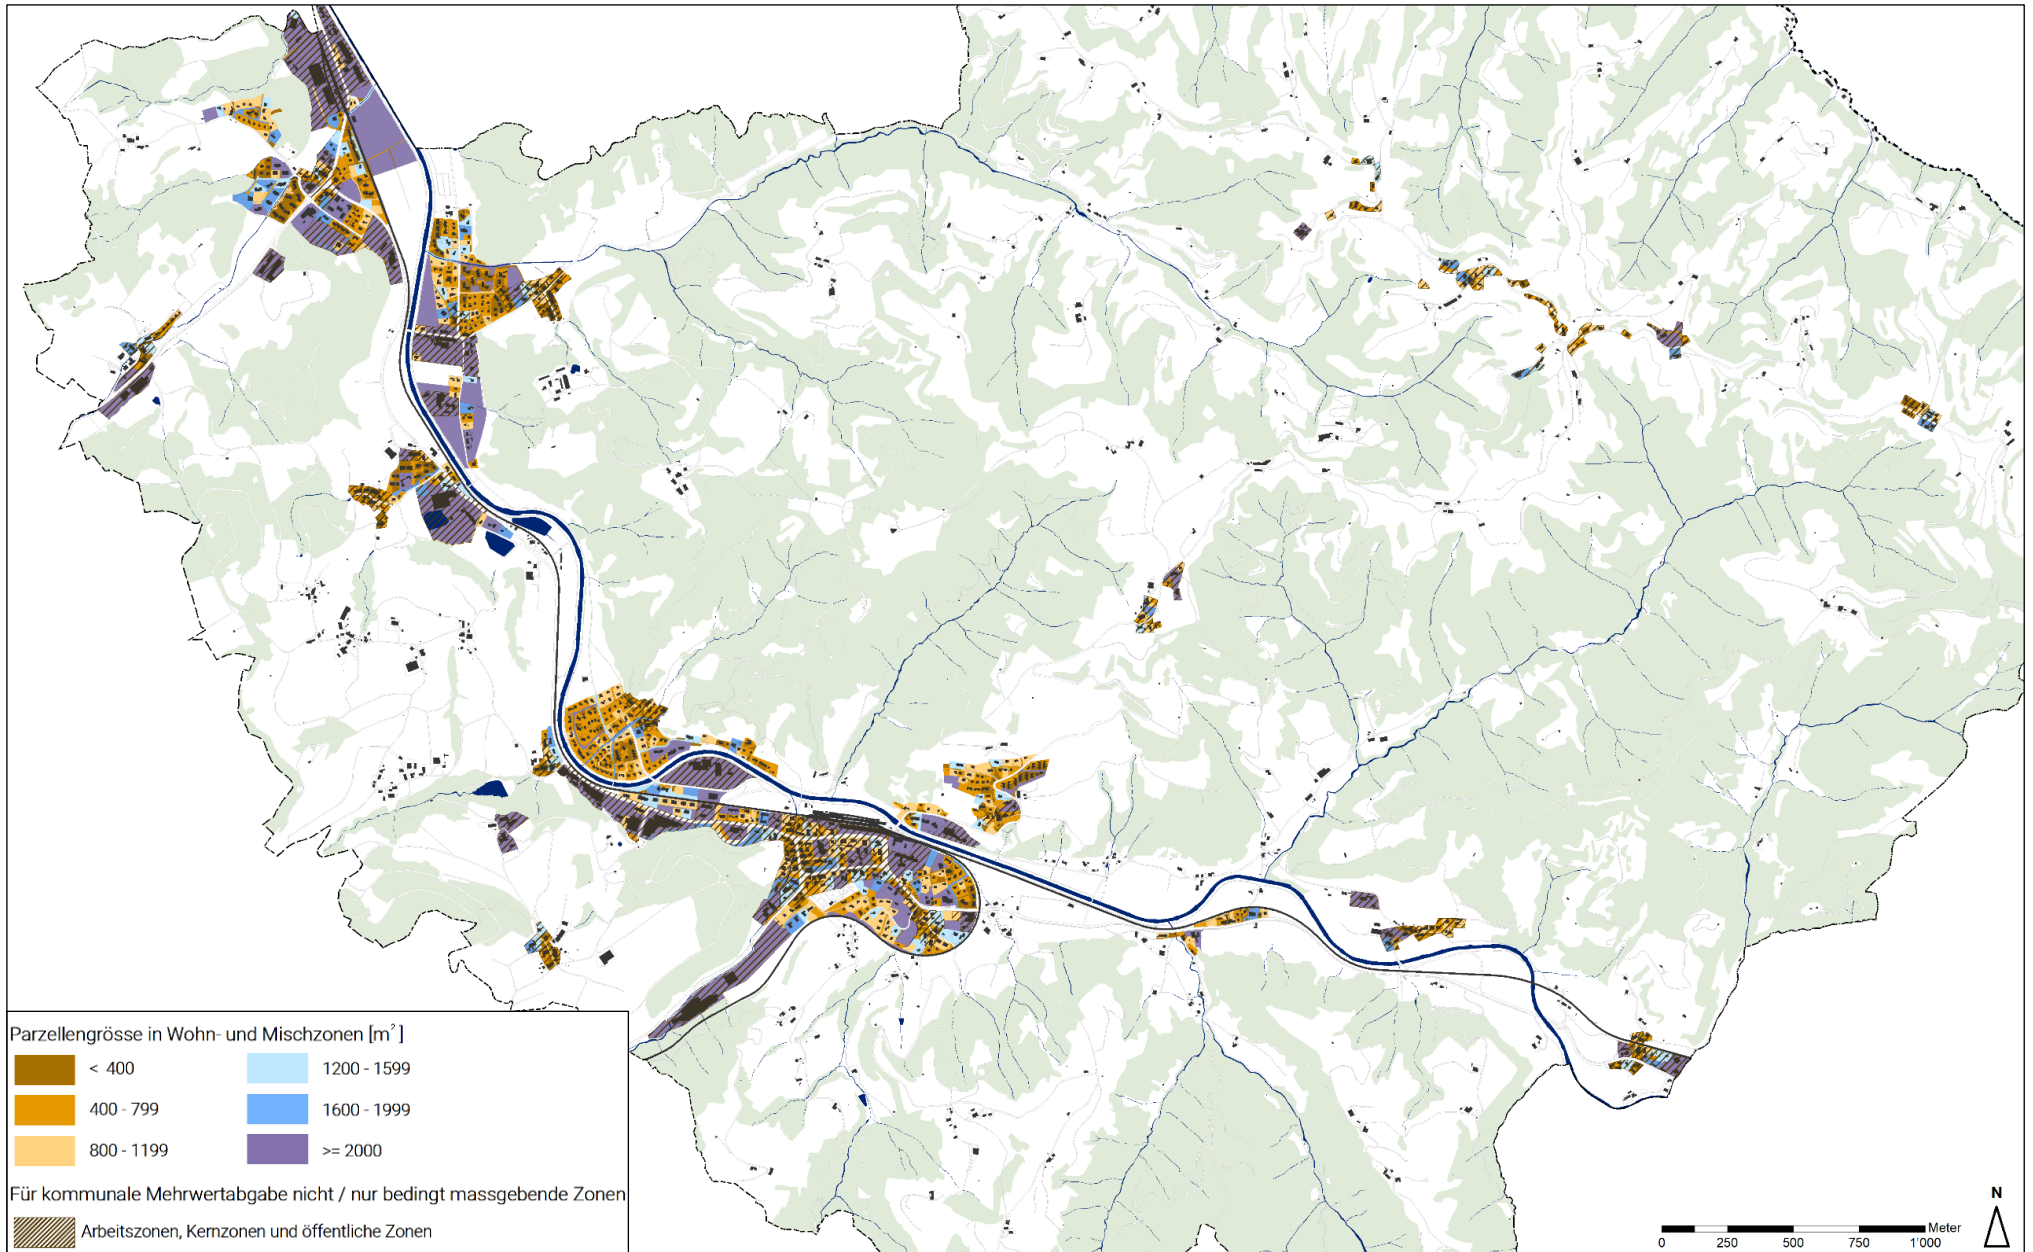 Parzellengrösse in Wohn- und Mischzonen [m²]
< 400
1200 - 1599
400 - 799
1600 - 1999
800 - 1199
>= 2000
Für kommunale Mehrwertabgabe nicht / nur bedingt massgebende Zonen
Arbeitszonen, Kernzonen und öffentliche Zonen
N
Meter
0 250 500 750 1'000